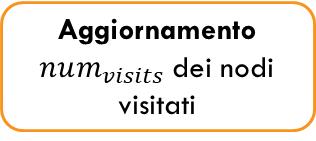 Aggiornamento
num_visits dei nodi
visitati